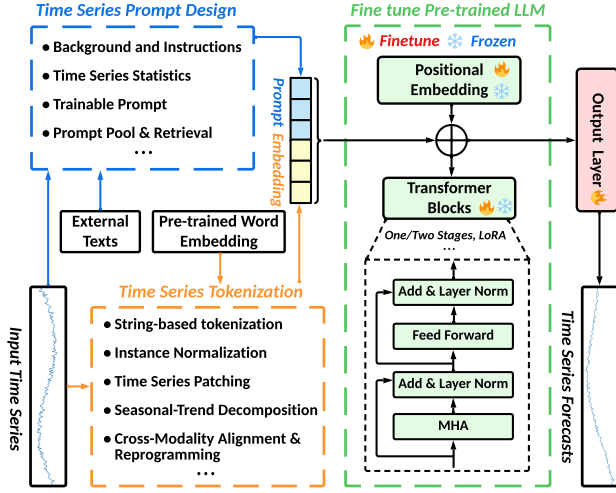 Time Series Prompt Design
Background and Instructions
Time Series Statistics
Trainable Prompt
Prompt Pool & Retrieval
...
Prompt Embedding
External
Texts
Pre-trained Word
Embedding
Time Series Tokenization
String-based tokenization
Instance Normalization
Time Series Patching
Seasonal-Trend Decomposition
Cross-Modality Alignment &
Reprogramming
...
Input Time Series
Fine tune Pre-trained LLM
Finetune Frozen
Positional
Embedding
Transformer
Blocks
One/Two Stages, LoRA
...
Add & Layer Norm
Feed Forward
Add & Layer Norm
MHA
Output Layer
Time Series Forecasts